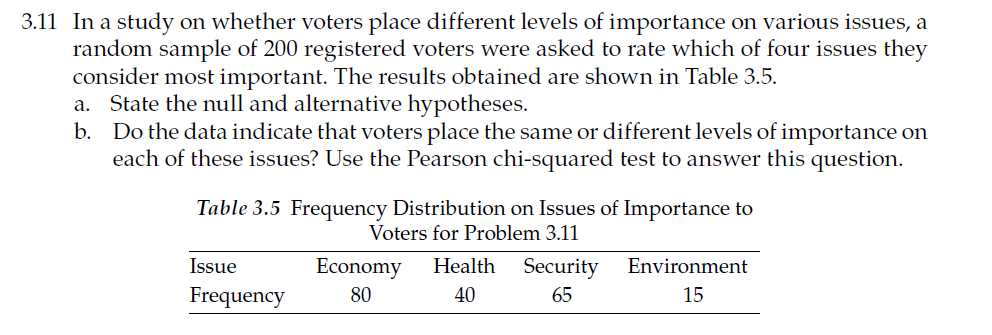 3.11 In a study on whether voters place different levels of importance on various issues, a
random sample of 200 registered voters were asked to rate which of four issues they
consider most important. The results obtained are shown in Table 3.5.
a. State the null and alternative hypotheses.
b. Do the data indicate that voters place the same or different levels of importance on
each of these issues? Use the Pearson chi-squared test to answer this question.
Table 3.5 Frequency Distribution on Issues of Importance to
Voters for Problem 3.11
Issue Economy Health Security Environment
Frequency 80 40 65 15